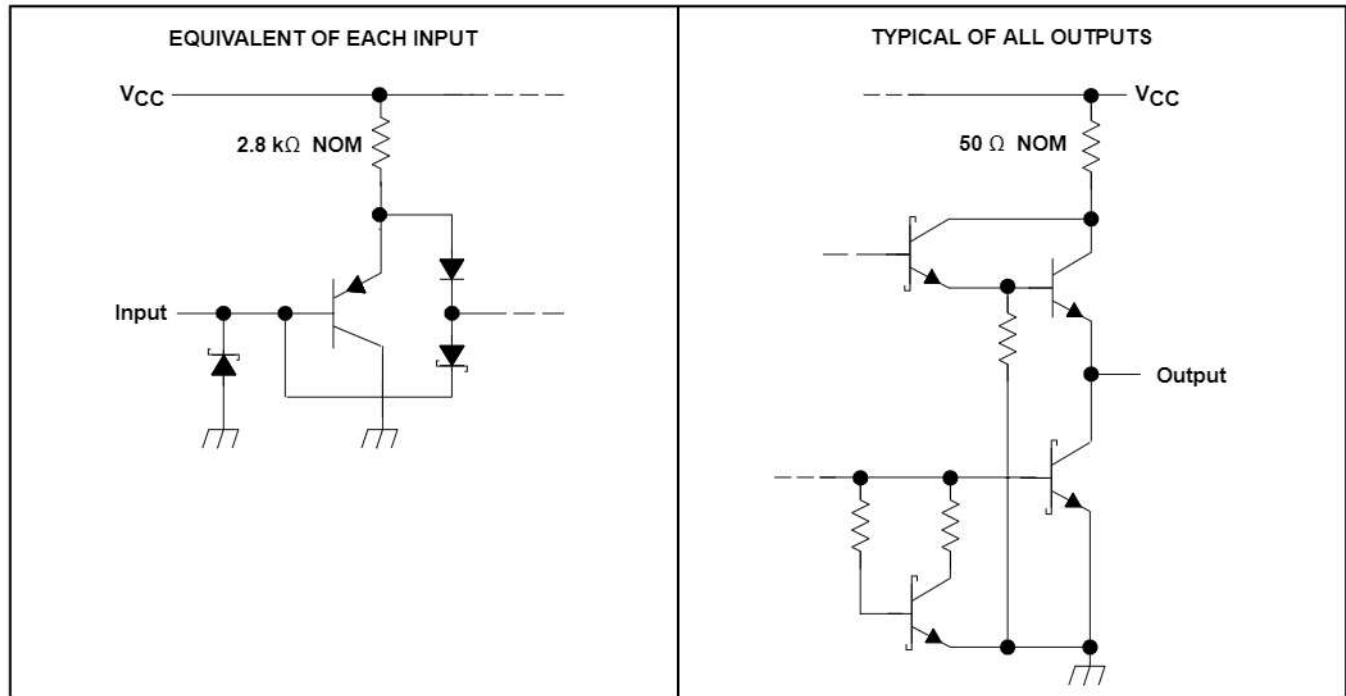 EQUIVALENT OF EACH INPUT
VCC
2.8 kΩ NOM
Input
TYPICAL OF ALL OUTPUTS
VCC
50 Ω NOM
Output